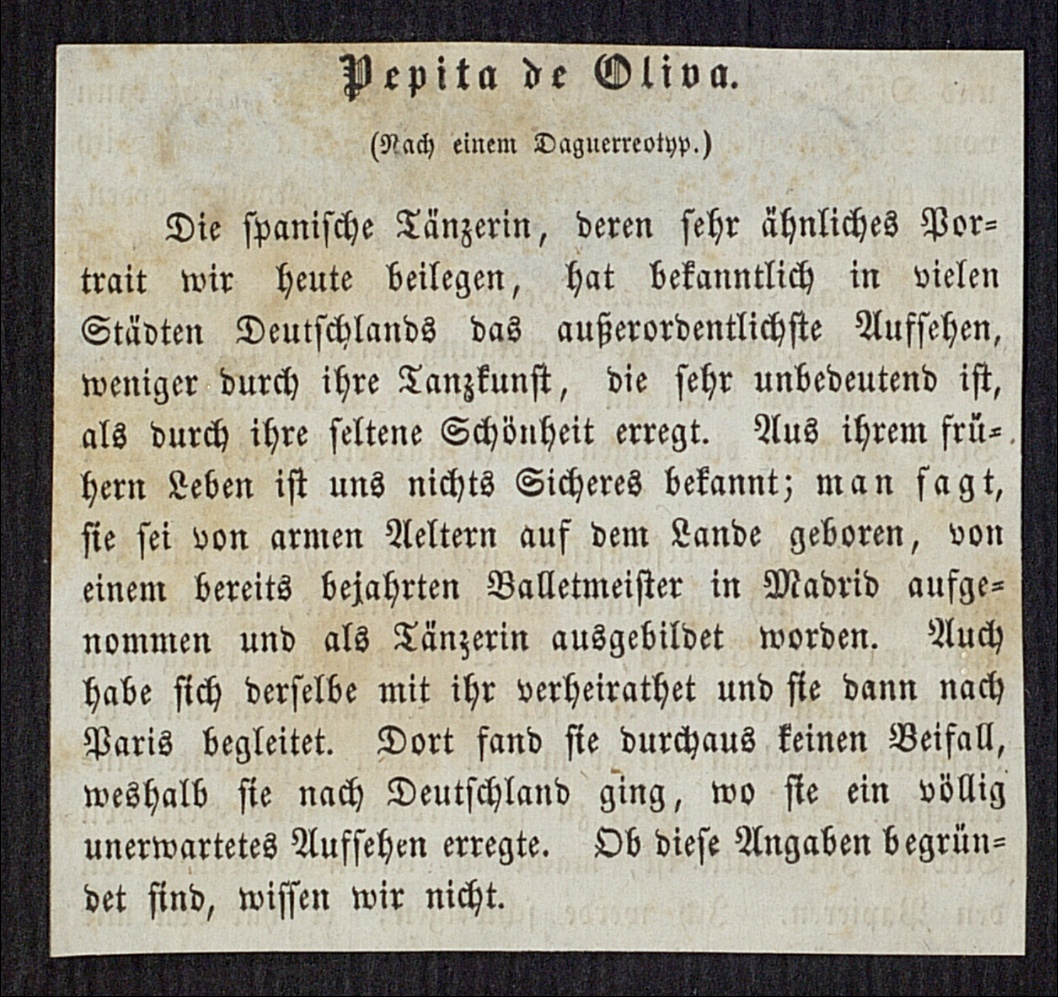 Pepita de Oliva.
(Nach einem Daguerreotyp.)
Die spanische Tänzerin, deren sehr ähnliches Por-
trait wir heute beilegen, hat bekanntlich in vielen
Städten Deutschlands das außerordentlichste Aufsehen,
weniger durch ihre Tanzkunst, die sehr unbedeutend ist,
als durch ihre seltene Schönheit erregt. Aus ihrem frü-
hern Leben ist uns nichts Sicheres bekannt; man sagt,
sie sei von armen Aeltern auf dem Lande geboren, von
einem bereits bejahrten Balletmeister in Madrid aufge-
nommen und als Tänzerin ausgebildet worden. Auch
habe sich derselbe mit ihr verheirathet und sie dann nach
Paris begleitet. Dort fand sie durchaus keinen Beifall,
weshalb sie nach Deutschland ging, wo sie ein völlig
unerwartetes Aufsehen erregte. Ob diese Angaben begrün-
det sind, wissen wir nicht.